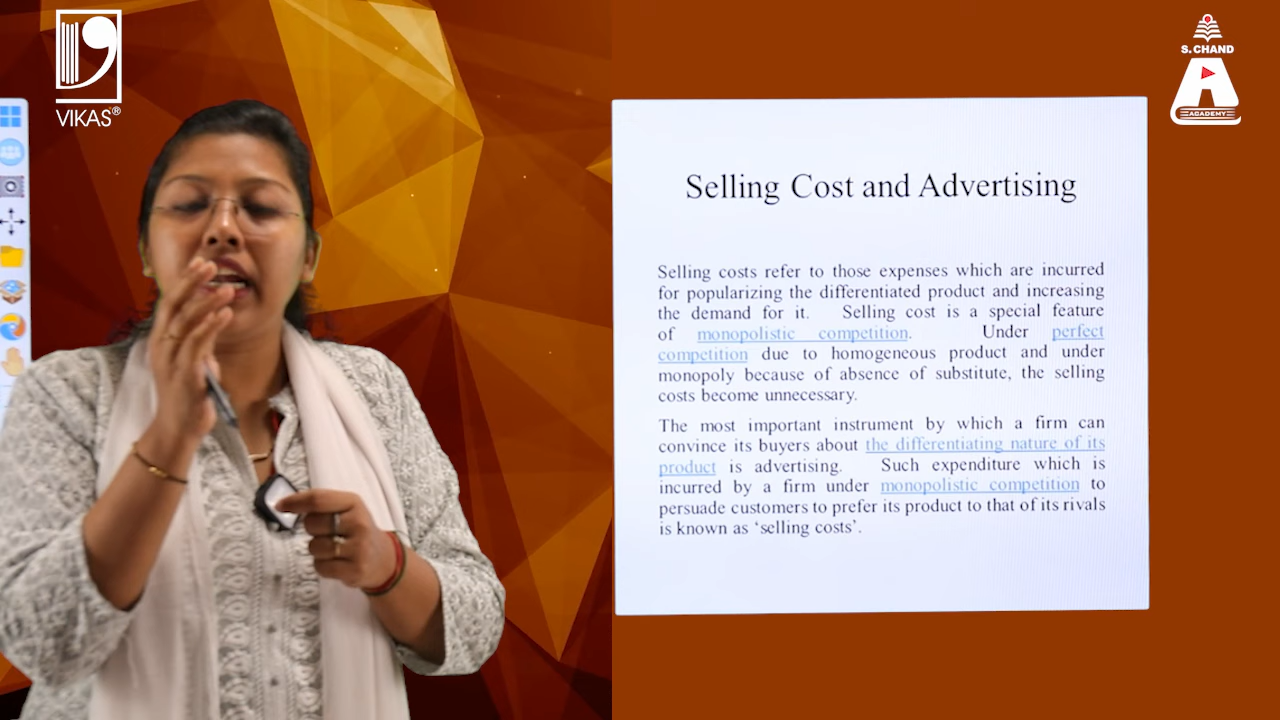 VIKAS®
S.CHAND
ACADEMY
Selling Cost and Advertising
Selling costs refer to those expenses which are incurred
for popularizing the differentiated product and increasing
the demand for it. Selling cost is a special feature
of monopolistic competition. Under perfect
competition due to homogeneous product and under
monopoly because of absence of substitute, the selling
costs become unnecessary.
The most important instrument by which a firm can
convince its buyers about the differentiating nature of its
product is advertising. Such expenditure which is
incurred by a firm under monopolistic competition to
persuade customers to prefer its product to that of its rivals
is known as ‘selling costs’.